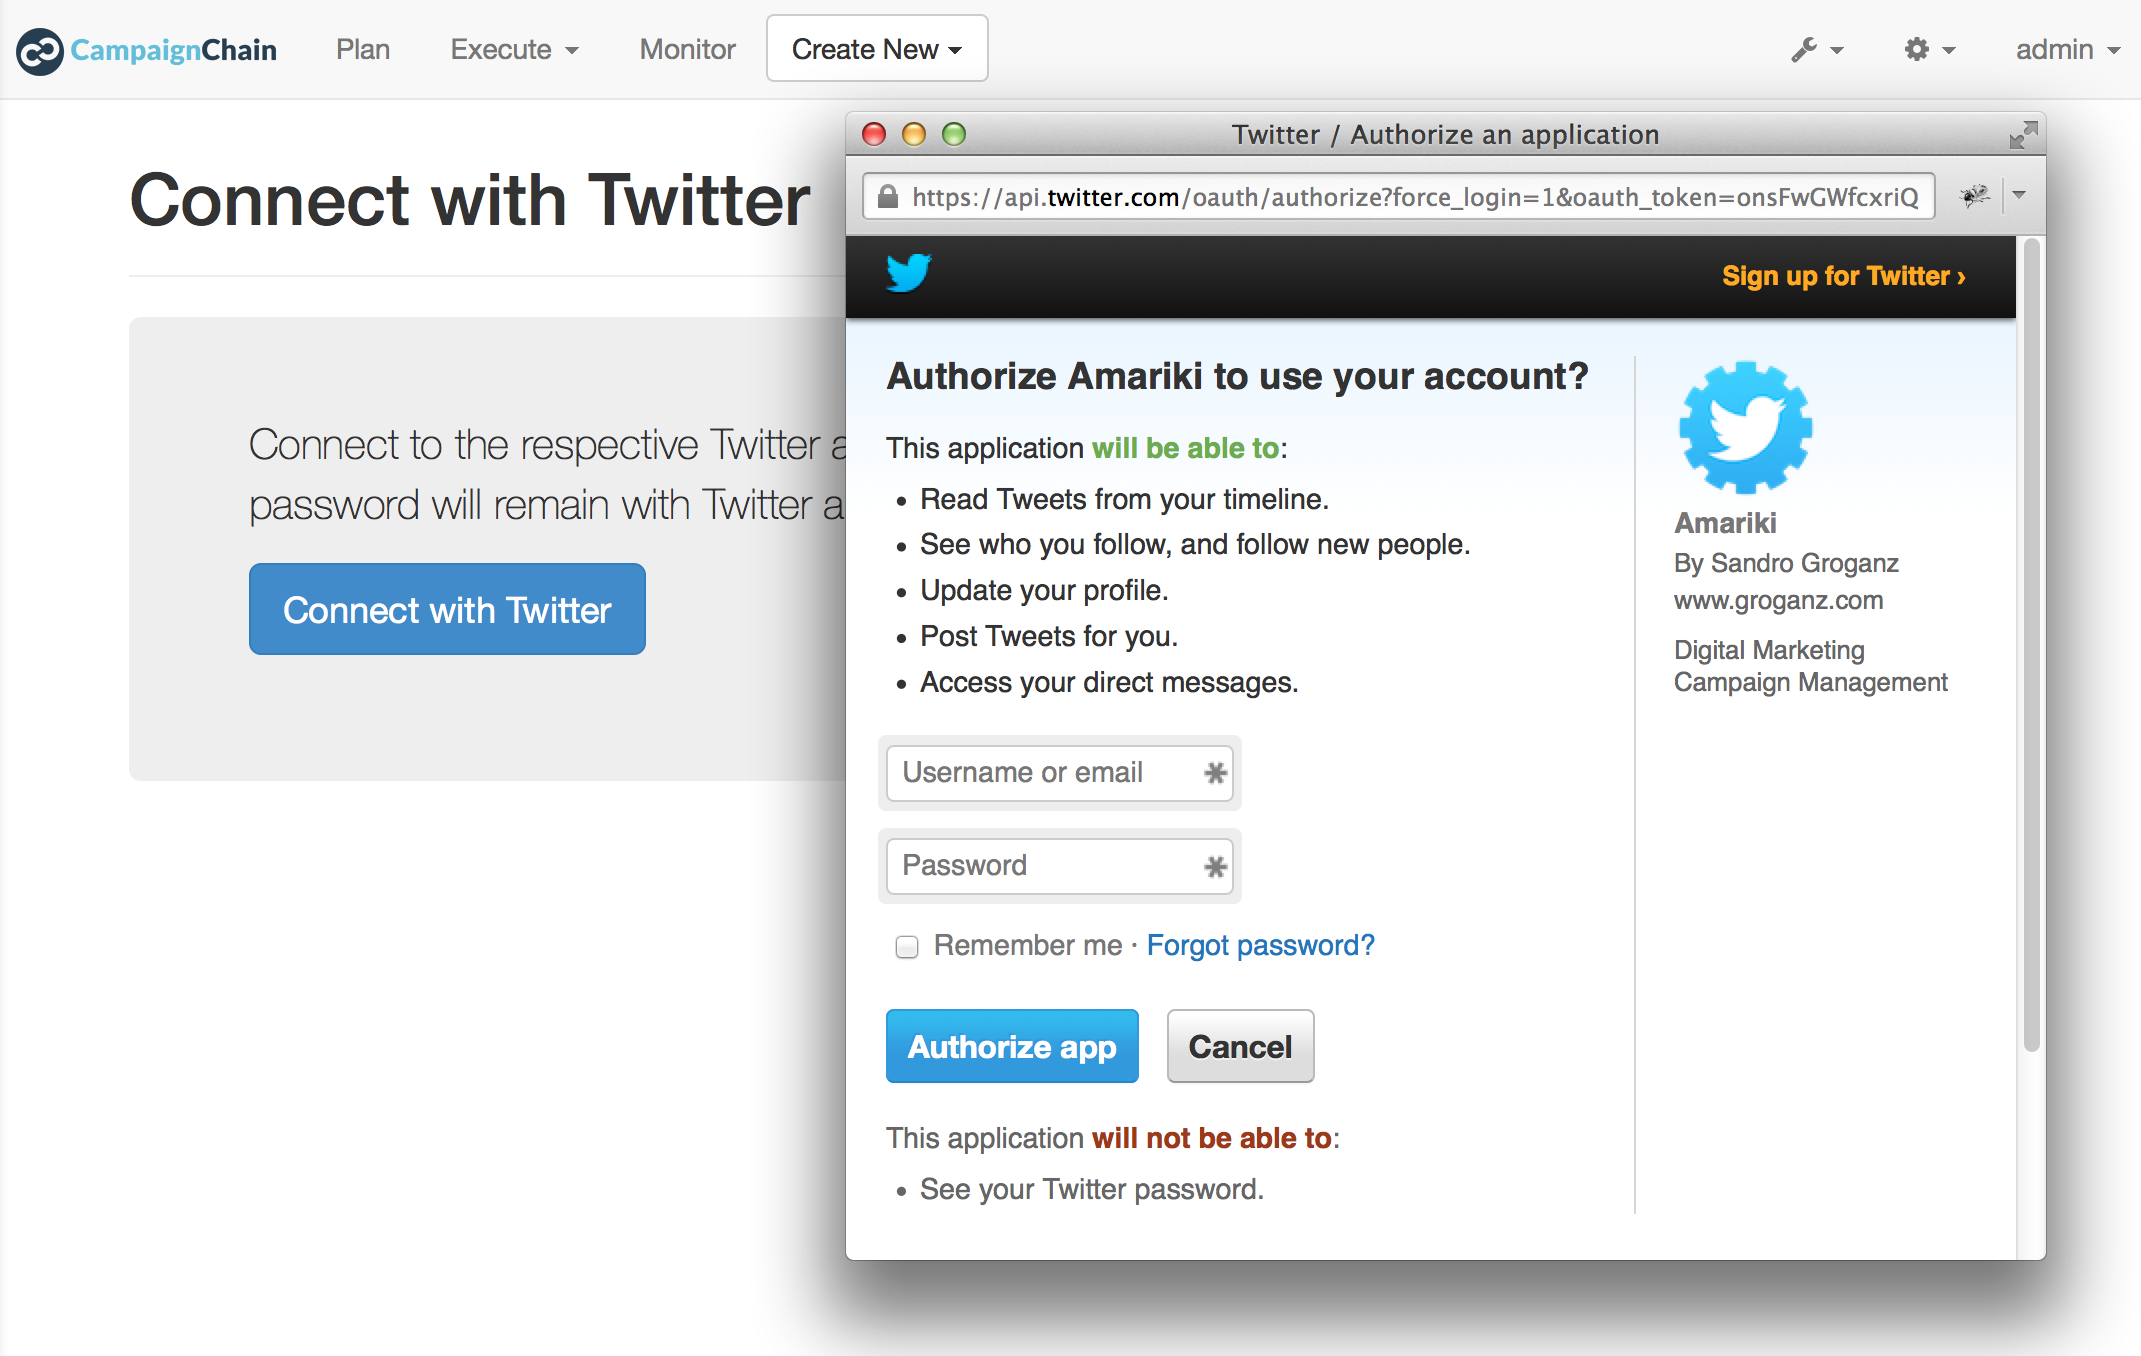 CampaignChain Plan Execute Monitor Create New admin
Connect with Twitter
Connect to the respective Twitter a
password will remain with Twitter a
Connect with Twitter
Twitter / Authorize an application
https://api.twitter.com/oauth/authorize?force_login=1&oauth_token=onsFwGWfcxriQ
Sign up for Twitter ›
Authorize Amariki to use your account?
This application will be able to:
• Read Tweets from your timeline.
• See who you follow, and follow new people.
• Update your profile.
• Post Tweets for you.
• Access your direct messages.
Username or email
Password
Remember me · Forgot password?
Authorize app Cancel
This application will not be able to:
• See your Twitter password.
Amariki
By Sandro Groganz
www.groganz.com
Digital Marketing
Campaign Management